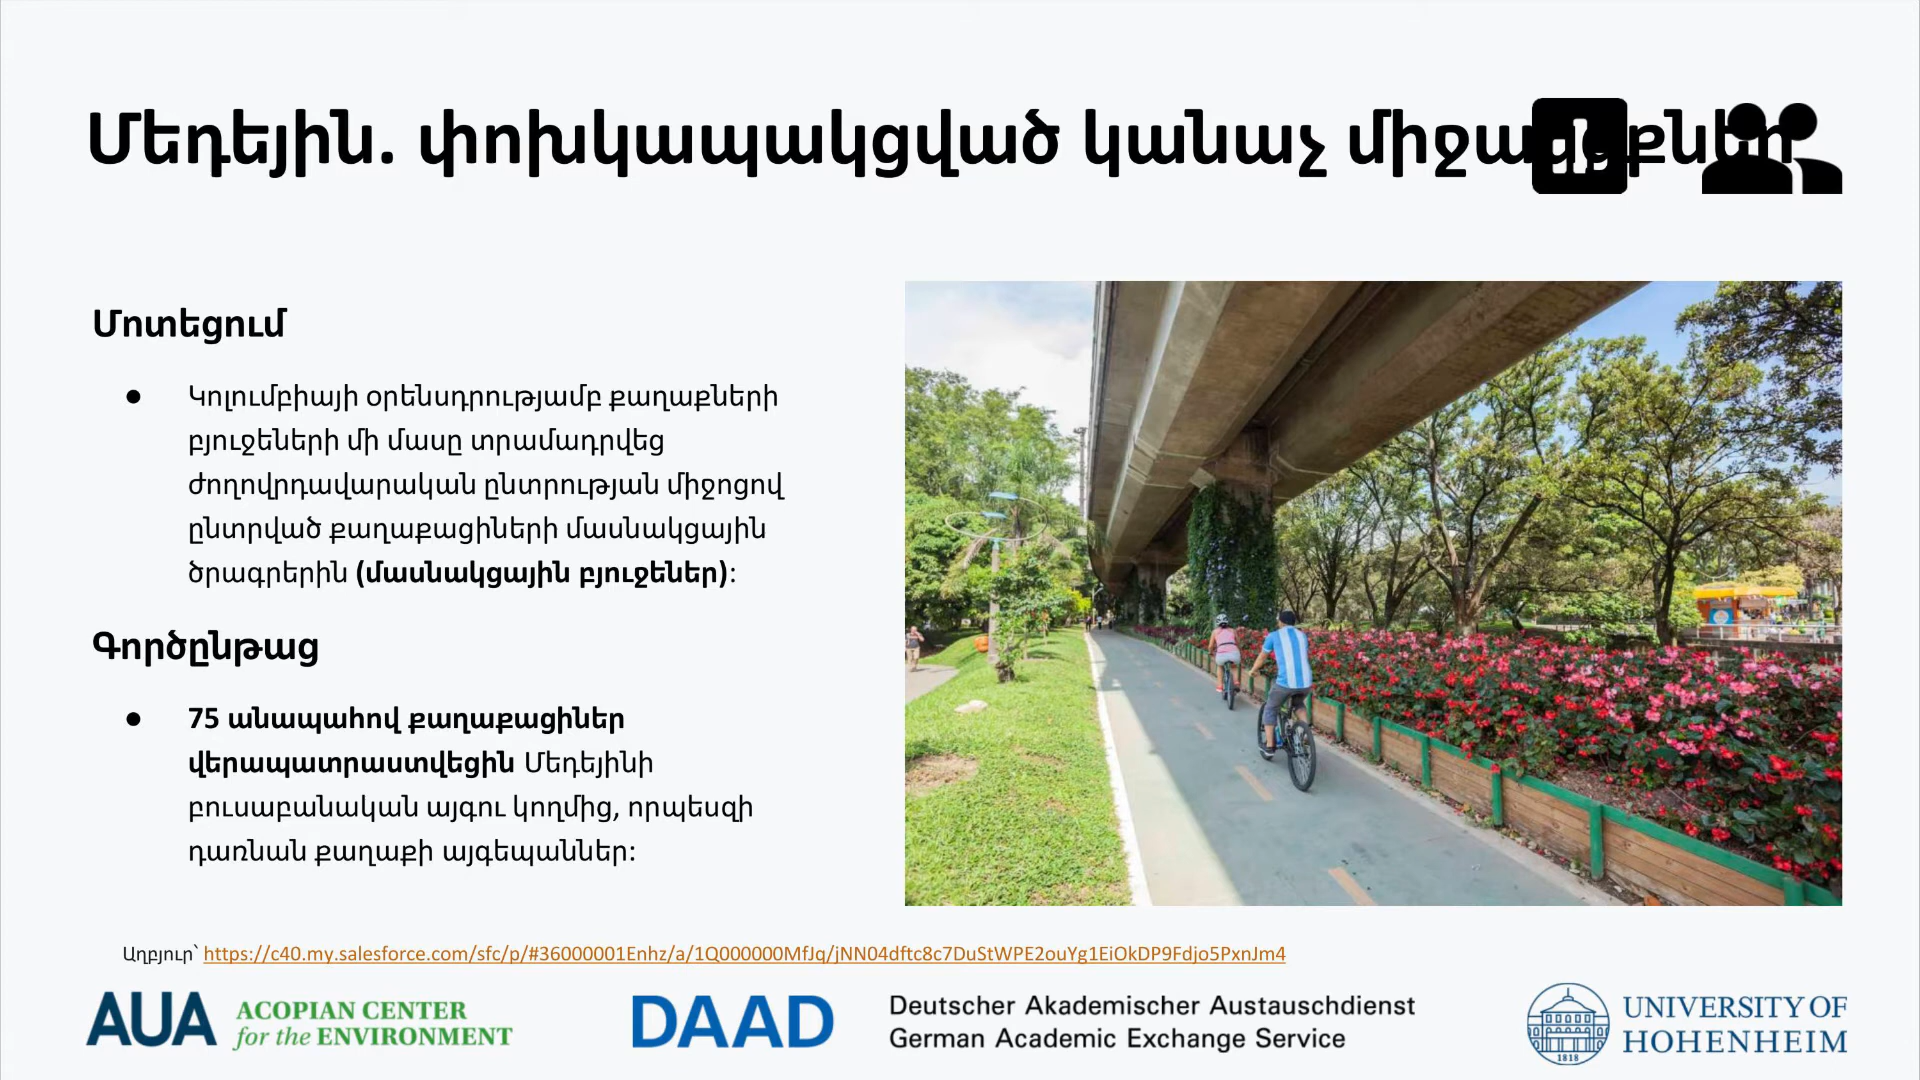 Մեդեյին. փոխկապակցված կանաչ միջանցքներ
Մոտեցում
● Կոլումբիայի օրենսդրությամբ քաղաքների
բյուջեների մի մասը տրամադրվեց
ժողովրդավարական ընտրության միջոցով
ընտրված քաղաքացիների մասնակցային
ծրագրերին (մասնակցային բյուջեներ):
Գործընթաց
● 75 անապահով քաղաքացիներ
վերապատրաստվեցին Մեդեյինի
բուսաբանական այգու կողմից, որպեսզի
դառնան քաղաքի այգեպաններ:
Աղբյուր՝ https://c40.my.salesforce.com/sfc/p/#36000001Enhz/a/1Q000000MfJq/jNN04dftc8c7DuStWPE2ouYg1EiOkDP9Fdjo5PxnJm4
AUA ACOPIAN CENTER
for the ENVIRONMENT
DAAD Deutscher Akademischer Austauschdienst
German Academic Exchange Service
1818
UNIVERSITY OF
HOHENHEIM